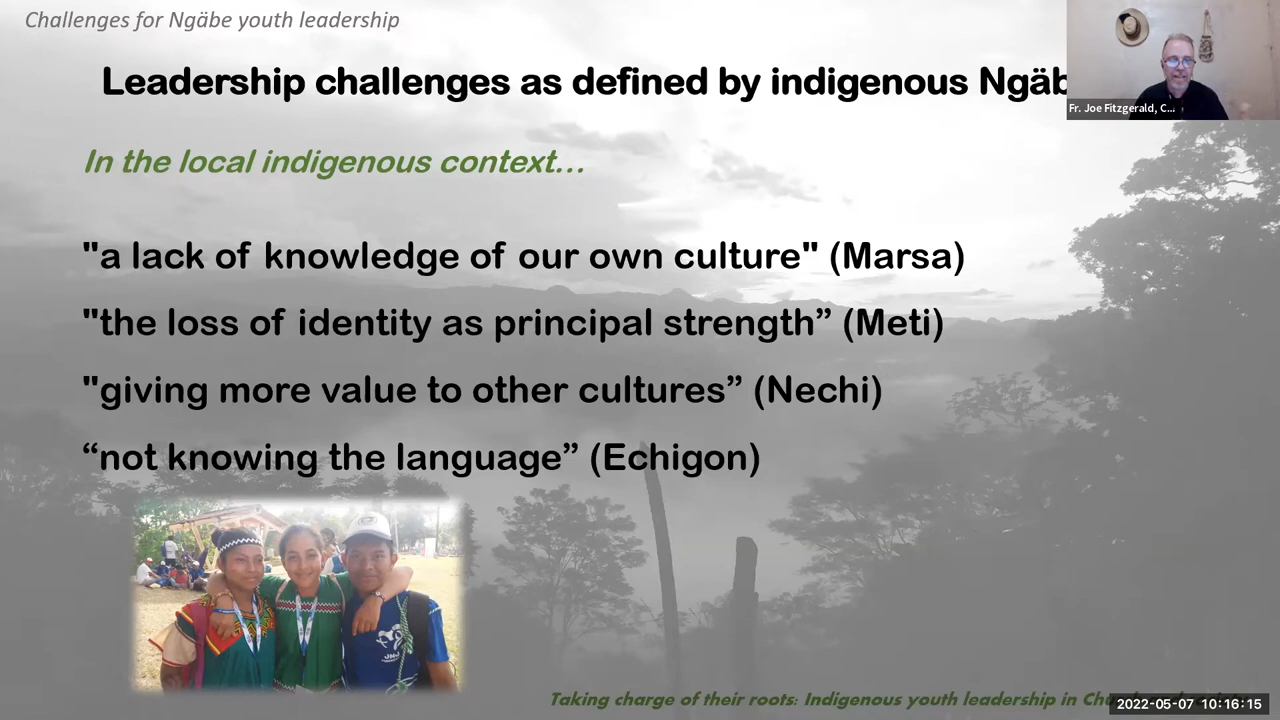 Challenges for Ngäbe youth leadership
Leadership challenges as defined by indigenous Ngäb
Fr. Joe Fitzgerald, C...
In the local indigenous context...
"a lack of knowledge of our own culture" (Marsa)
"the loss of identity as principal strength” (Meti)
"giving more value to other cultures” (Nechi)
“not knowing the language” (Echigon)
Taking charge of their roots: Indigenous youth leadership in
2022-05-07 10:16:15